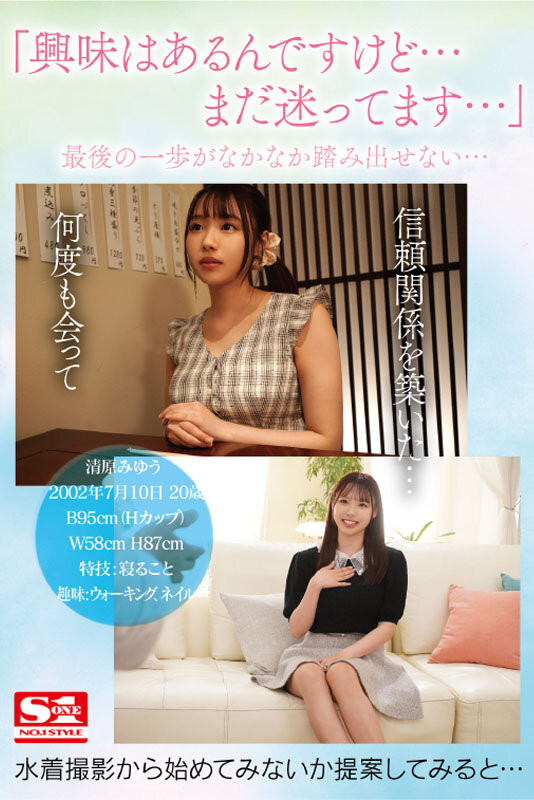 「興味はあるんですけど…
まだ迷ってます…」
最後の一歩がなかなか踏み出せない…
何度も会って
信頼関係を築いた…
清原みゆう
2002年7月10日 20歳
B95cm(Hカップ)
W58cm H87cm
特技:寝ること
趣味:ウォーキング、ネイル
S1
ONE
NO.1 STYLE
水着撮影から始めてみないか提案してみると…